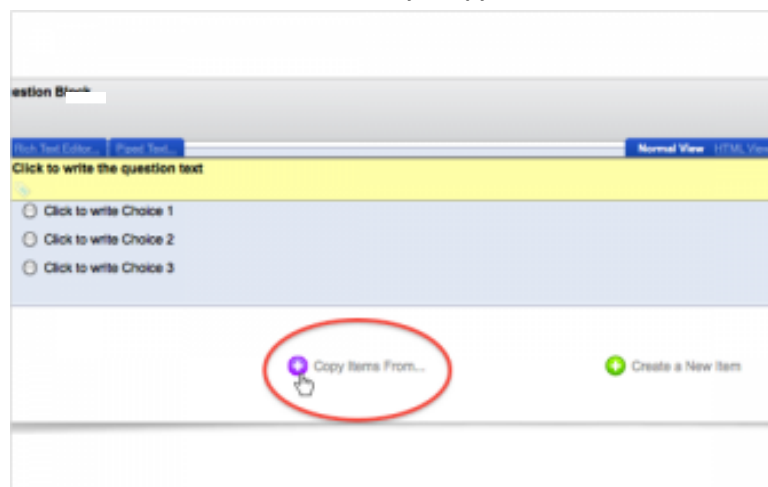 estion Block
Rich Text Editor... Piped Text... Normal View HTML View
Click to write the question text
Click to write Choice 1
Click to write Choice 2
Click to write Choice 3
Copy Items From... Create a New Item